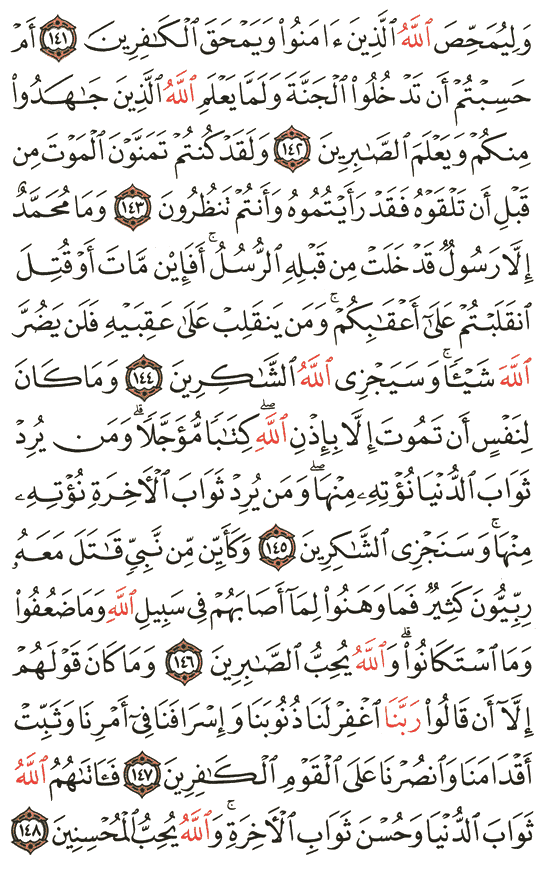 وَلِيُمَحِّصَ ٱللَّهُ ٱلَّذِينَ ءَامَنُوا۟ وَيَمْحَقَ ٱلْكَـٰفِرِينَ ١٤١ أَمْ
حَسِبْتُمْ أَن تَدْخُلُوا۟ ٱلْجَنَّةَ وَلَمَّا يَعْلَمِ ٱللَّهُ ٱلَّذِينَ جَـٰهَدُوا۟
مِنكُمْ وَيَعْلَمَ ٱلصَّـٰبِرِينَ ١٤٢ وَلَقَدْ كُنتُمْ تَمَنَّوْنَ ٱلْمَوْتَ مِن
قَبْلِ أَن تَلْقَوْهُ فَقَدْ رَأَيْتُمُوهُ وَأَنتُمْ تَنظُرُونَ ١٤٣ وَمَا مُحَمَّدٌ
إِلَّا رَسُولٌ قَدْ خَلَتْ مِن قَبْلِهِ ٱلرُّسُلُ ۚ أَفَإِي۟ن مَّاتَ أَوْ قُتِلَ
ٱنقَلَبْتُمْ عَلَىٰٓ أَعْقَـٰبِكُمْ ۚ وَمَن يَنقَلِبْ عَلَىٰ عَقِبَيْهِ فَلَن يَضُرَّ
ٱللَّهَ شَيْـًٔا ۗ وَسَيَجْزِى ٱللَّهُ ٱلشَّـٰكِرِينَ ١٤٤ وَمَا كَانَ
لِنَفْسٍ أَن تَمُوتَ إِلَّا بِإِذْنِ ٱللَّهِ ۖ كِتَـٰبًا مُّؤَجَّلًا ۗ وَمَن يُرِدْ
ثَوَابَ ٱلدُّنْيَا نُؤْتِهِۦ مِنْهَا ۖ وَمَن يُرِدْ ثَوَابَ ٱلْـَٔاخِرَةِ نُؤْتِهِۦ
مِنْهَا ۚ وَسَنَجْزِى ٱلشَّـٰكِرِينَ ١٤٥ وَكَأَيِّن مِّن نَّبِىٍّ قَـٰتَلَ مَعَهُۥ
رِبِّيُّونَ كَثِيرٌ فَمَا وَهَنُوا۟ لِمَآ أَصَابَهُمْ فِى سَبِيلِ ٱللَّهِ وَمَا ضَعُفُوا۟
وَمَا ٱسْتَكَانُوا۟ ۗ وَٱللَّهُ يُحِبُّ ٱلصَّـٰبِرِينَ ١٤٦ وَمَا كَانَ قَوْلَهُمْ
إِلَّآ أَن قَالُوا۟ رَبَّنَا ٱغْفِرْ لَنَا ذُنُوبَنَا وَإِسْرَافَنَا فِىٓ أَمْرِنَا وَثَبِّتْ
أَقْدَامَنَا وَٱنصُرْنَا عَلَى ٱلْقَوْمِ ٱلْكَـٰفِرِينَ ١٤٧ فَـَٔاتَىٰهُمُ ٱللَّهُ
ثَوَابَ ٱلدُّنْيَا وَحُسْنَ ثَوَابِ ٱلْـَٔاخِرَةِ ۗ وَٱللَّهُ يُحِبُّ ٱلْمُحْسِنِينَ ١٤٨